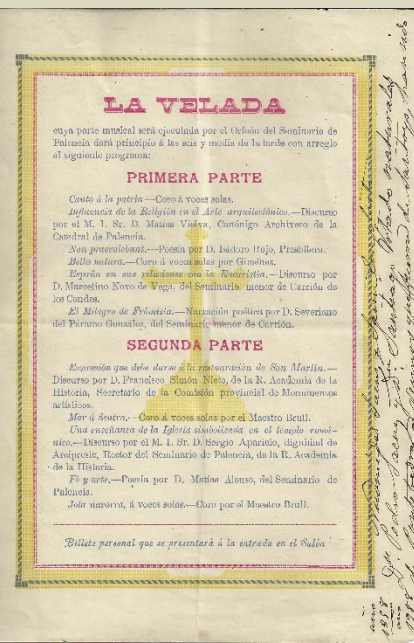 LA VELADA
cuya parte musical será ejecutada por el Orfeón del Seminario de
Palencia dará principio á las seis y media de la tarde con arreglo
al siguiente programa:
PRIMERA PARTE
Canto á la patria—Coro á voces solas.
Influencia de la Religión en el Arte arquitectónico.—Discurso
por el M. I. Sr. D. Matías Vielva, Canónigo Archivero de la
Catedral de Palencia.
Non praevalebunt.—Poesía por D. Isidoro Rojo, Presbítero.
Bella natura.—Coro á voces solas por Giménez.
España en sus relaciones con la Eucaristía.—Discurso por
D. Marcelino Novo de Vega, del Seminario menor de Carrión de
los Condes.
El Milagro de Frómista.—Narración poética por D. Severiano
del Páramo González, del Seminario menor de Carrión.
SEGUNDA PARTE
Expresión que debe darse á la restauración de San Martín.—
Discurso por D. Francisco Simón Nieto, de la R. Academia de la
Historia, Secretario de la Comisión provincial de Monumentos
artísticos.
Mar á dentro.—Coro á voces solas por el Maestro Brull.
Una enseñanza de la Iglesia simbolizada en el templo romá-
nico.—Discurso por el M. I. Sr. D. Sergio Aparicio, dignidad de
Arcipreste, Rector del Seminario de Palencia, de la R. Academia
de la Historia.
Fé y arte.—Poesía por D. Matías Alonso, del Seminario de
Palencia.
Jota navarra, á voces solas.—Coro por el Maestro Brull.
Billete personal que se presentará á la entrada en el Salón
año
1898